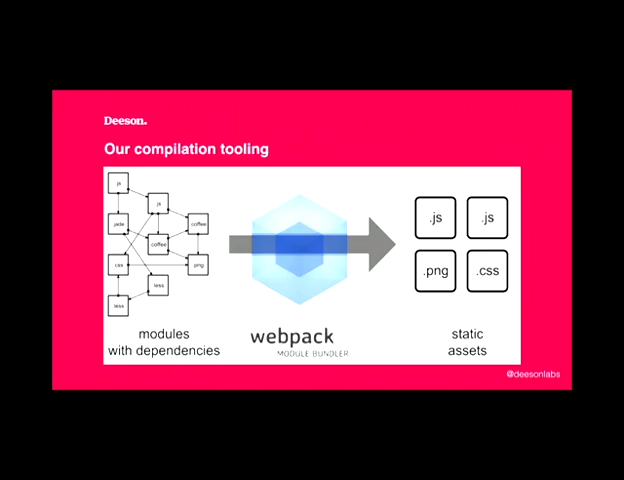 Deeson.
Our compilation tooling
js
js
jade
coffee
coffee
css
png
less
less
.js
.js
.png
.css
modules
with dependencies
webpack
MODULE BUNDLER
static
assets
@deesonlabs